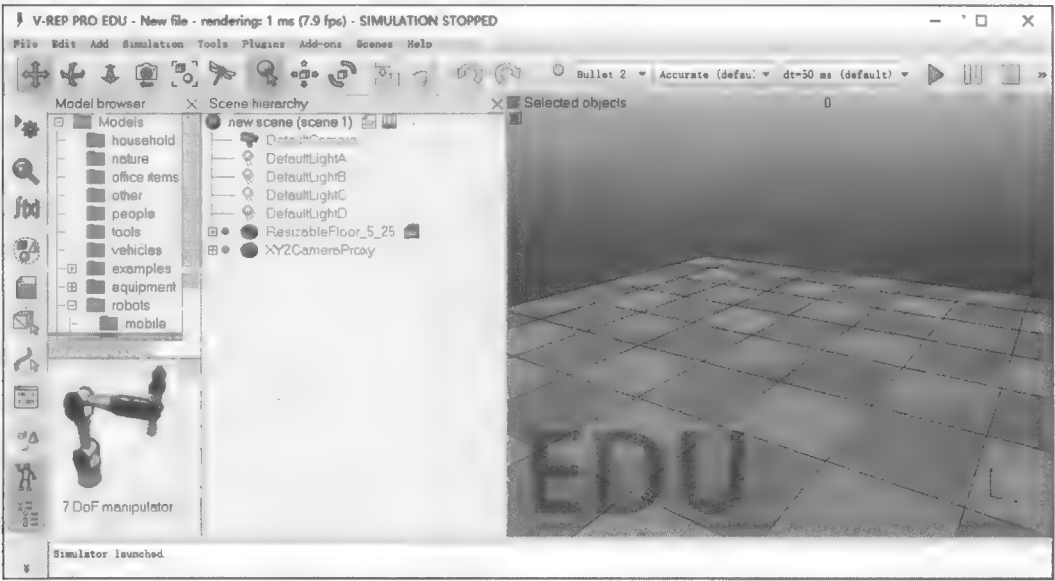 V-REP PRO EDU - New file - rendering: 1 ms (7.9 fps) - SIMULATION STOPPED
File Edit Add Simulation Tools Plugins Add-ons Scenes Help
Bullet 2 Accurate (defau: dt=50 ms (default) »
Model browser
Models
household
nature
office items
other
people
tools
vehicles
examples
equipment
robots
mobile
7 DoF manipulator
Scene hierarchy
new scene (scene 1)
DefaultCamera
DefaultLightA
DefaultLightB
DefaultLightC
DefaultLightD
ResizableFloor_5_25
XYZCameraProxy
Selected objects 0
EDU
f(x)
Simulator launched